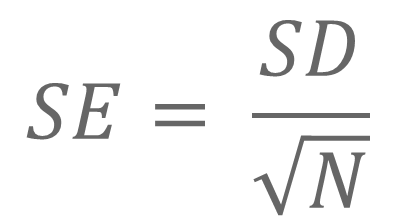 SE = SD / √N